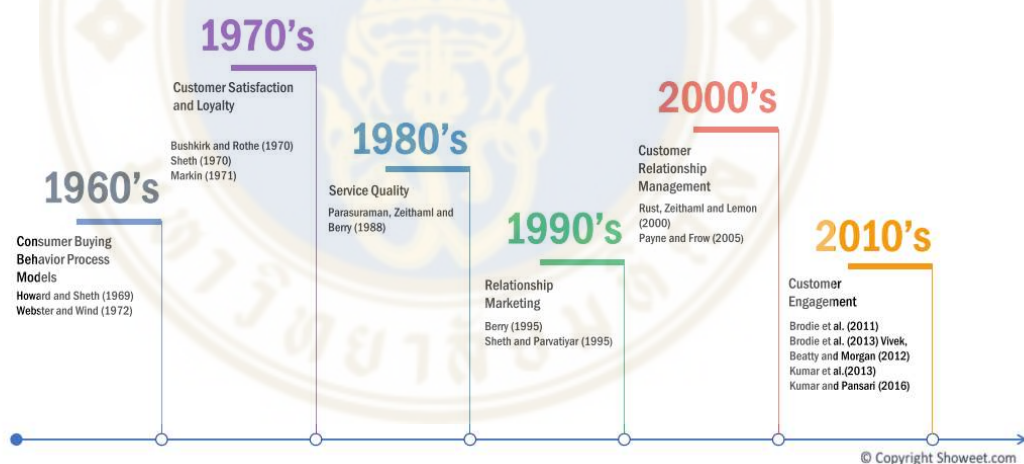 1960's
Consumer Buying
Behavior Process
Models
Howard and Sheth (1969)
Webster and Wind (1972)
1970's
Customer Satisfaction
and Loyalty
Bushkirk and Rothe (1970)
Sheth (1970)
Markin (1971)
1980's
Service Quality
Parasuraman, Zeithaml and
Berry (1988)
1990's
Relationship
Marketing
Berry (1995)
Sheth and Parvatiyar (1995)
2000's
Customer
Relationship
Management
Rust, Zeithaml and Lemon
(2000)
Payne and Frow (2005)
2010's
Customer
Engagement
Brodie et al. (2011)
Brodie et al. (2013) Vivek,
Beatty and Morgan (2012)
Kumar et al.(2013)
Kumar and Pansari (2016)
© Copyright Showeet.com